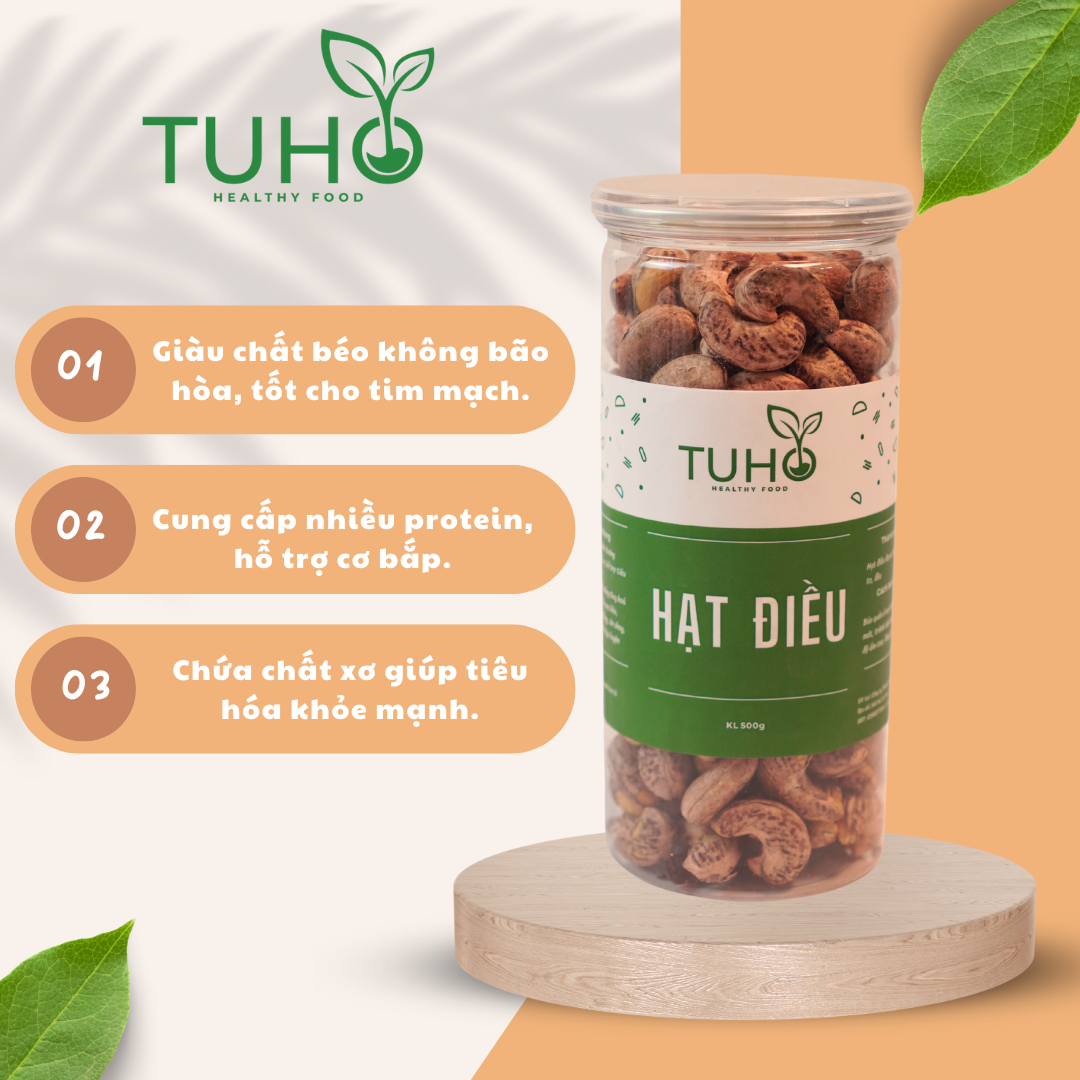 TUHO
HEALTHY FOOD
01
Giàu chất béo không bão
hòa, tốt cho tim mạch.
02
Cung cấp nhiều protein,
hỗ trợ cơ bắp.
03
Chứa chất xơ giúp tiêu
hóa khỏe mạnh.
TUHO
HEALTHY FOOD
HẠT ĐIỀU
KL 500g